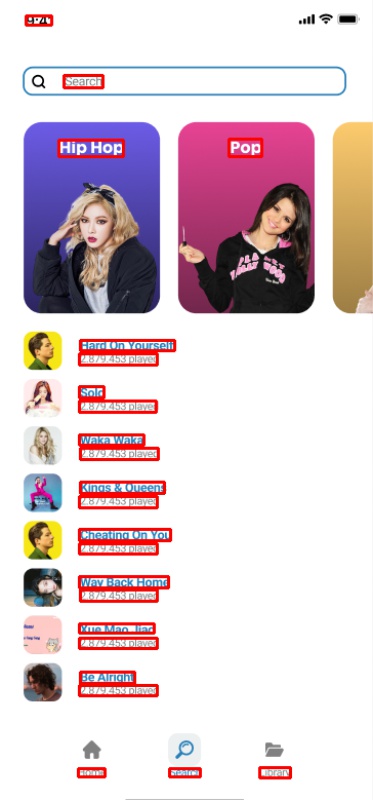 9:41
Search
Hip Hop
Pop
Hard On Yourself
2.879.453 played
Solo
2.879.453 played
Waka Waka
2.879.453 played
Kings & Queens
2.879.453 played
Cheating On You
2.879.453 played
Way Back Home
2.879.453 played
Xue Mao Jiao
2.879.453 played
Be Alright
2.879.453 played
Home
Search
Library